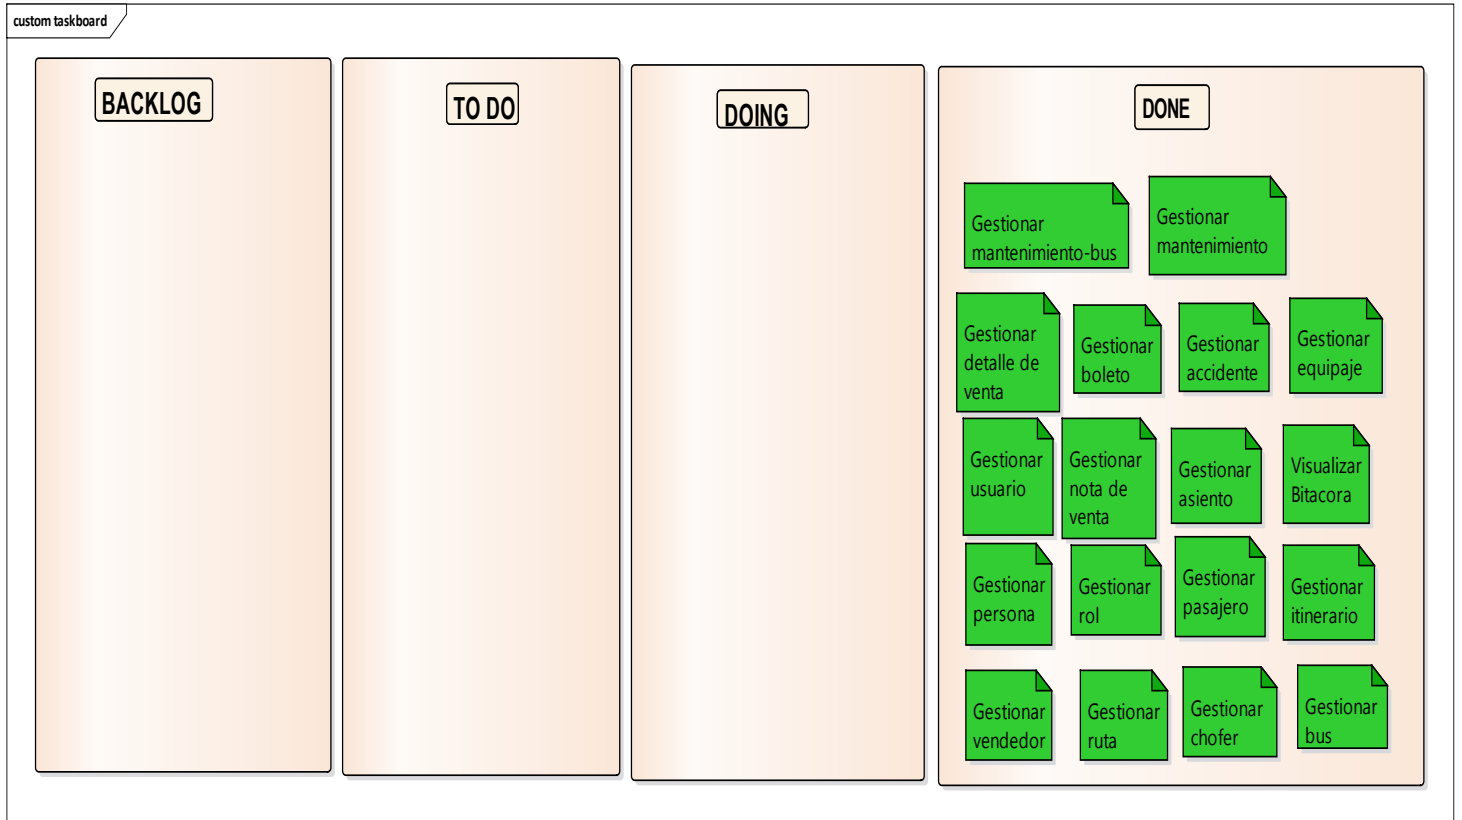 custom taskboard
BACKLOG
TO DO
DOING
DONE
Gestionar
mantenimiento-bus
Gestionar
mantenimiento
Gestionar
detalle de
venta
Gestionar
boleto
Gestionar
accidente
Gestionar
equipaje
Gestionar
usuario
Gestionar
nota de
venta
Gestionar
asiento
Visualizar
Bitacora
Gestionar
persona
Gestionar
rol
Gestionar
pasajero
Gestionar
itinerario
Gestionar
vendedor
Gestionar
ruta
Gestionar
chofer
Gestionar
bus